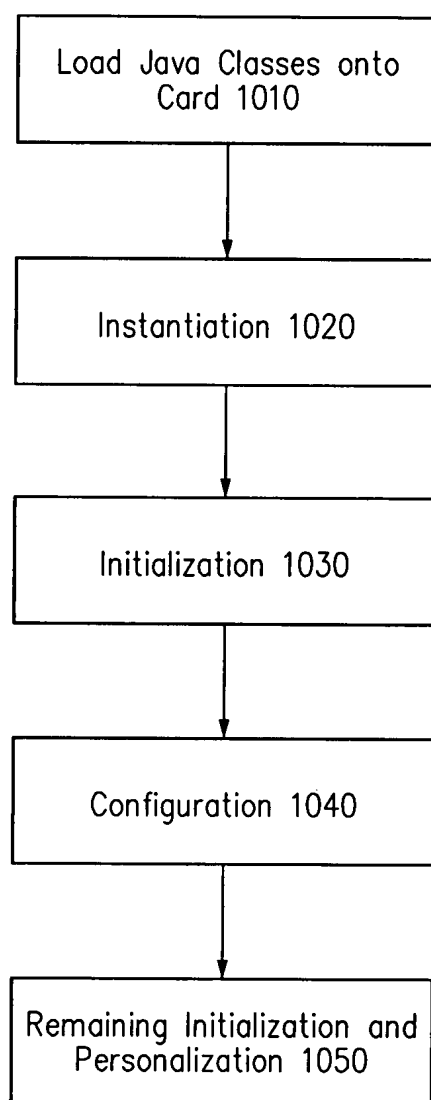 Load Java Classes onto
Card 1010
Instantiation 1020
Initialization 1030
Configuration 1040
Remaining Initialization and
Personalization 1050